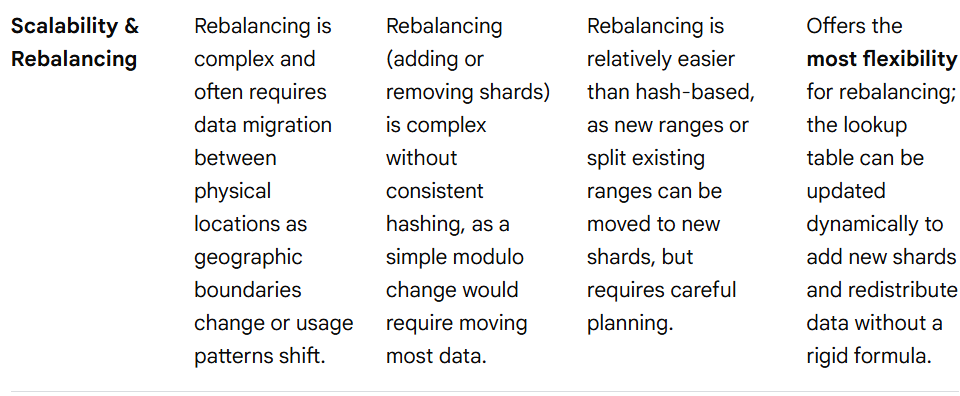 Scalability &
Rebalancing
Rebalancing is
complex and
often requires
data migration
between
physical
locations as
geographic
boundaries
change or usage
patterns shift.
Rebalancing
(adding or
removing shards)
is complex
without
consistent
hashing, as a
simple modulo
change would
require moving
most data.
Rebalancing is
relatively easier
than hash-based,
as new ranges or
split existing
ranges can be
moved to new
shards, but
requires careful
planning.
Offers the
most flexibility
for rebalancing;
the lookup
table can be
updated
dynamically to
add new shards
and redistribute
data without a
rigid formula.